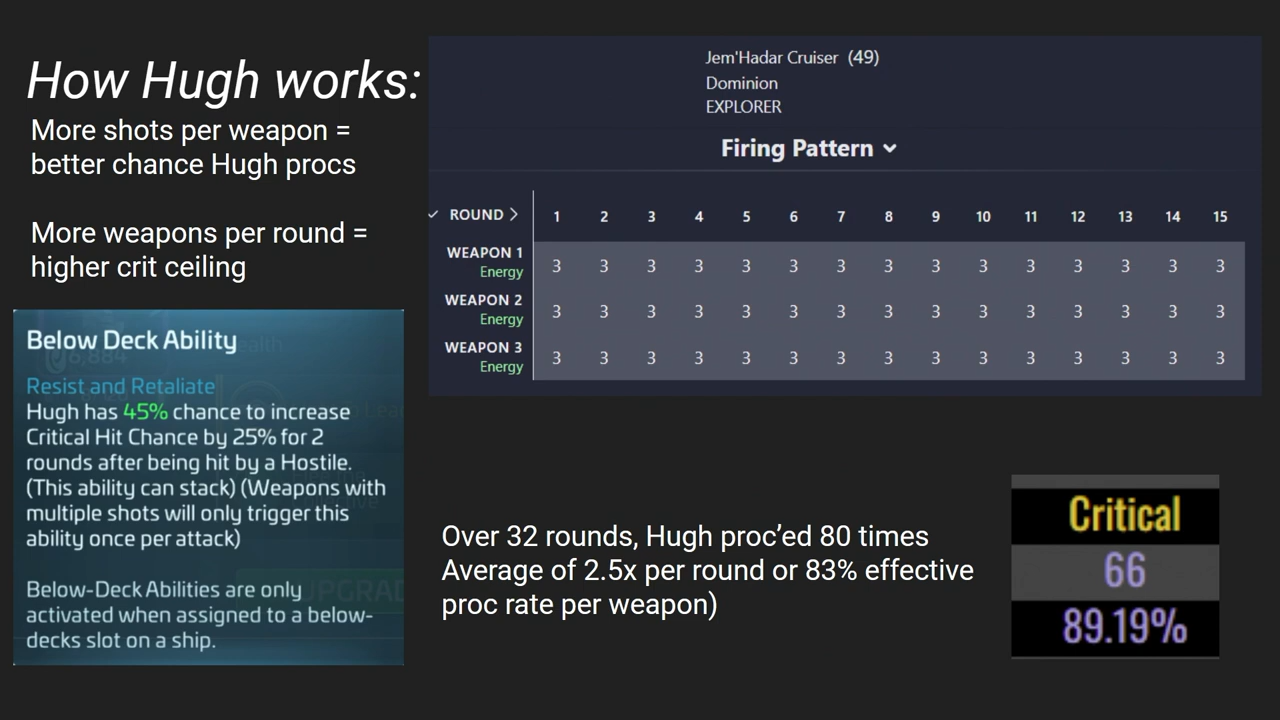 How Hugh works:
More shots per weapon =
better chance Hugh procs
More weapons per round =
higher crit ceiling
Below Deck Ability
Resist and Retaliate
Hugh has 45% chance to increase
Critical Hit Chance by 25% for 2
rounds after being hit by a Hostile.
(This ability can stack) (Weapons with
multiple shots will only trigger this
ability once per attack)
Below-Deck Abilities are only
activated when assigned to a below-
decks slot on a ship.
Jem'Hadar Cruiser (49)
Dominion
EXPLORER
Firing Pattern
ROUND 1 2 3 4 5 6 7 8 9 10 11 12 13 14 15
WEAPON 1
Energy 3 3 3 3 3 3 3 3 3 3 3 3 3 3 3
WEAPON 2
Energy 3 3 3 3 3 3 3 3 3 3 3 3 3 3 3
WEAPON 3
Energy 3 3 3 3 3 3 3 3 3 3 3 3 3 3 3
Over 32 rounds, Hugh proc’ed 80 times
Average of 2.5x per round or 83% effective
proc rate per weapon)
Critical
66
89.19%